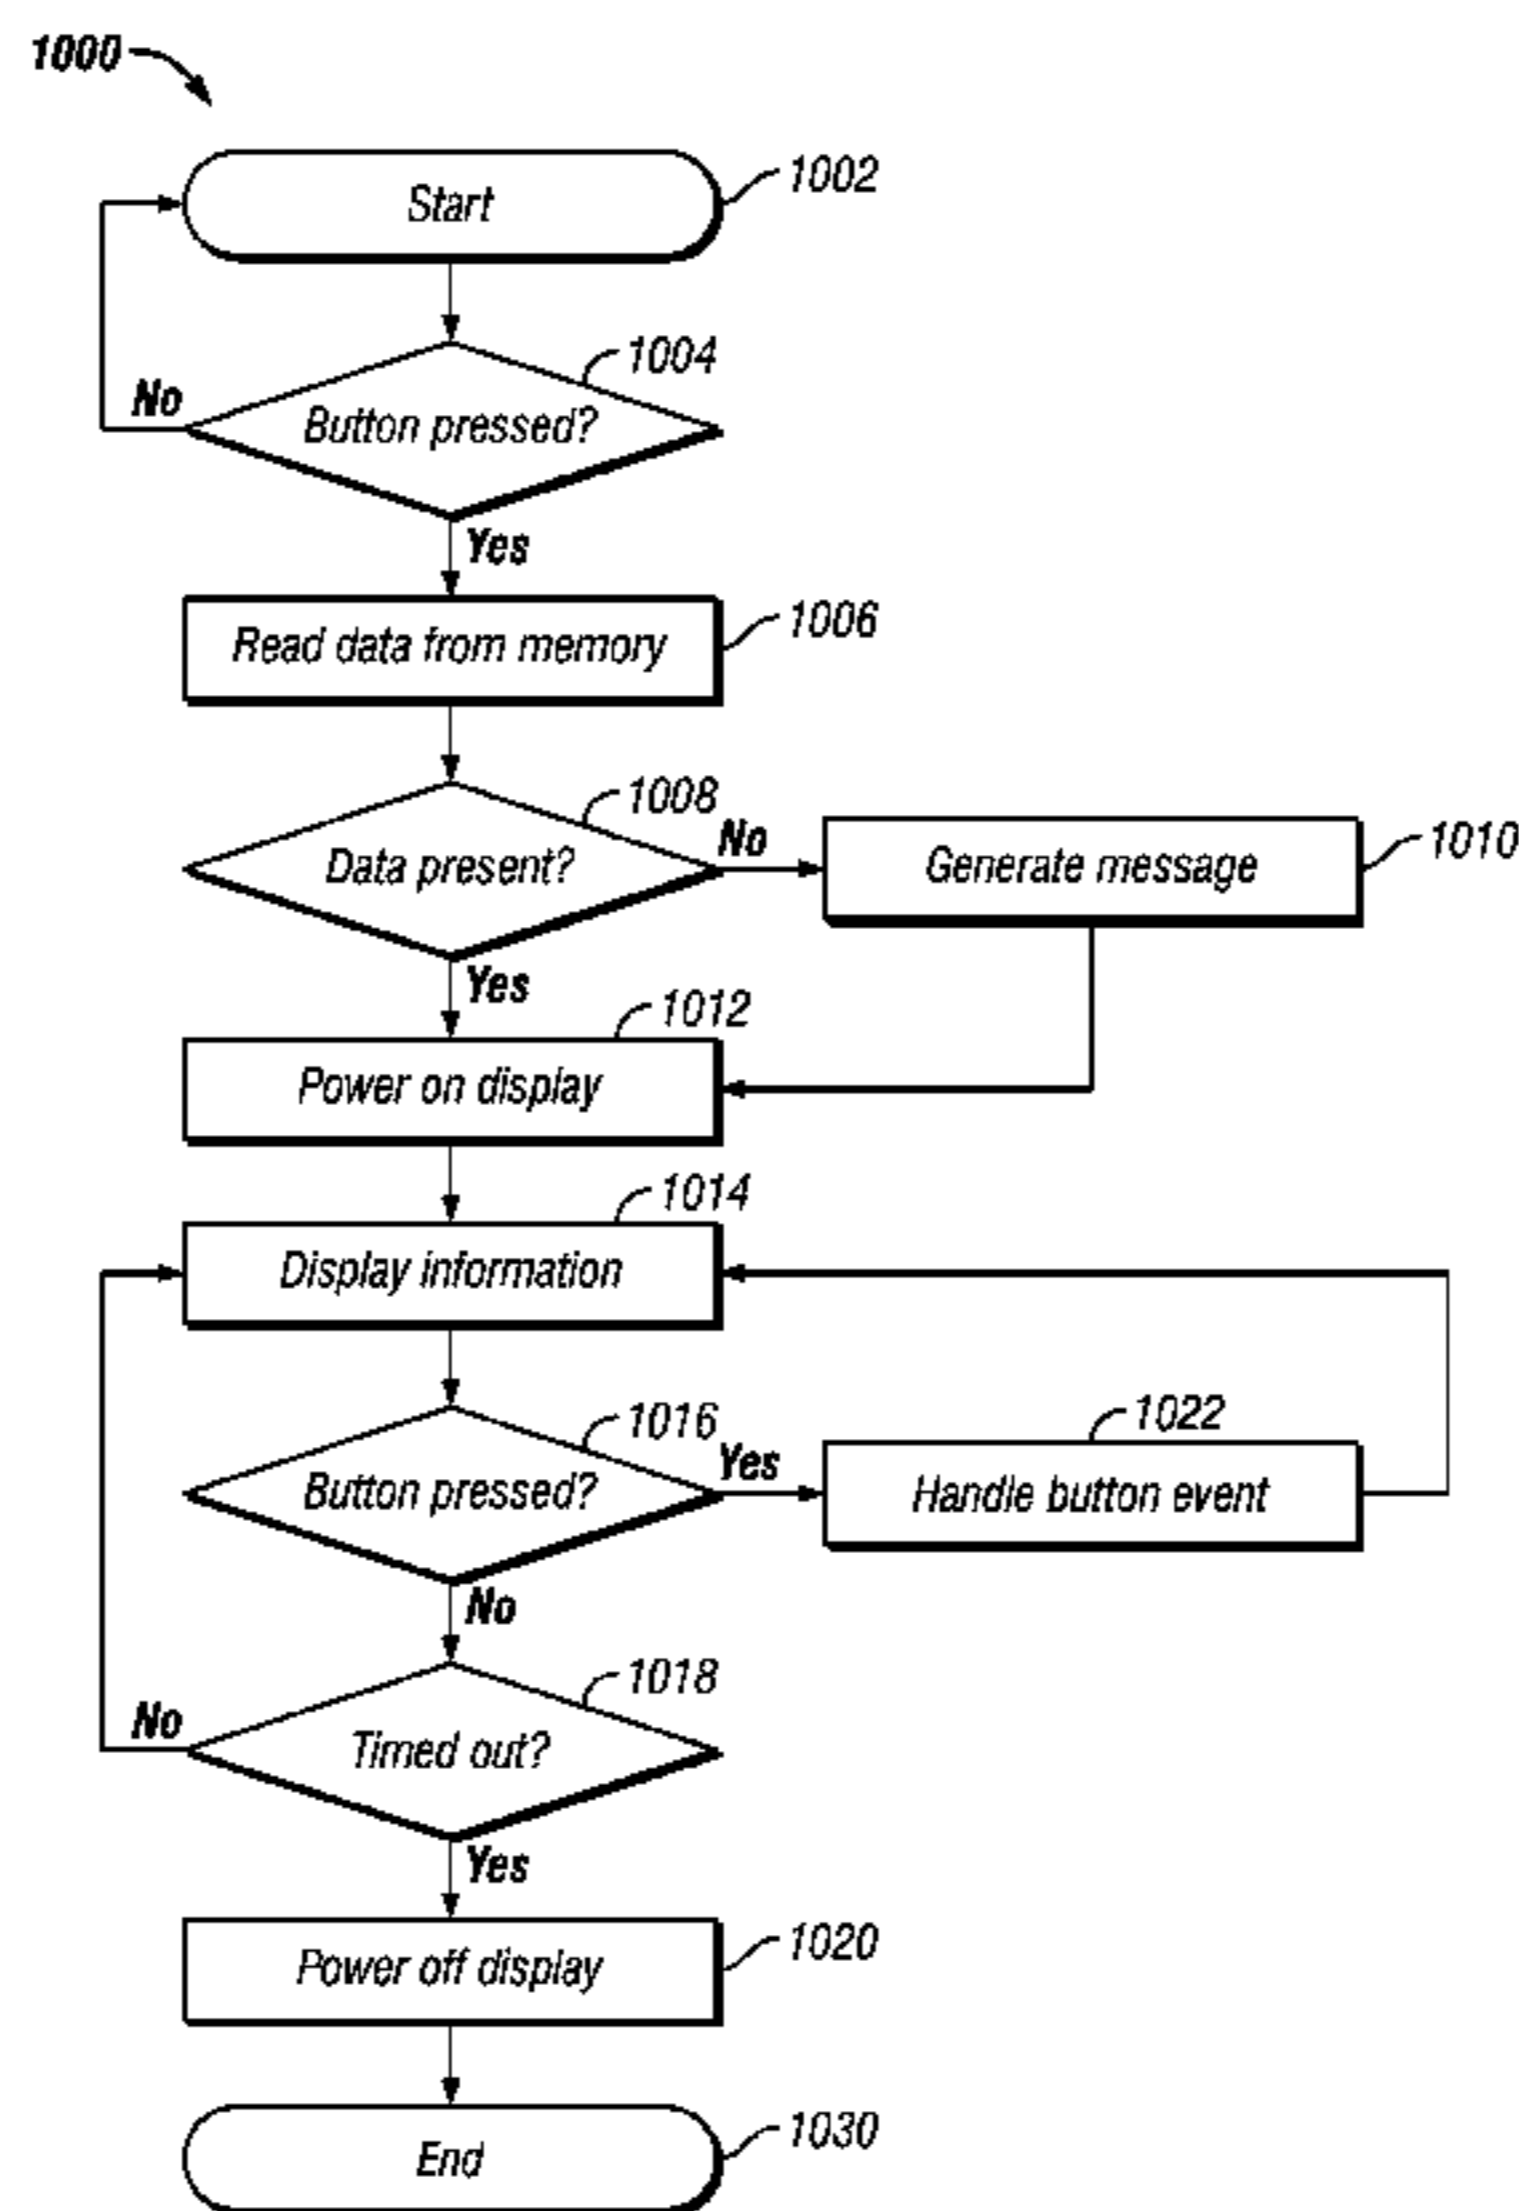 1000
Start
1002
1004
No
Button pressed?
Yes
Read data from memory
1006
1008
Data present?
No
Generate message
1010
Yes
1012
Power on display
1014
Display information
1016
Button pressed?
Yes
1022
Handle button event
No
1018
No
Timed out?
Yes
Power off display
1020
End
1030